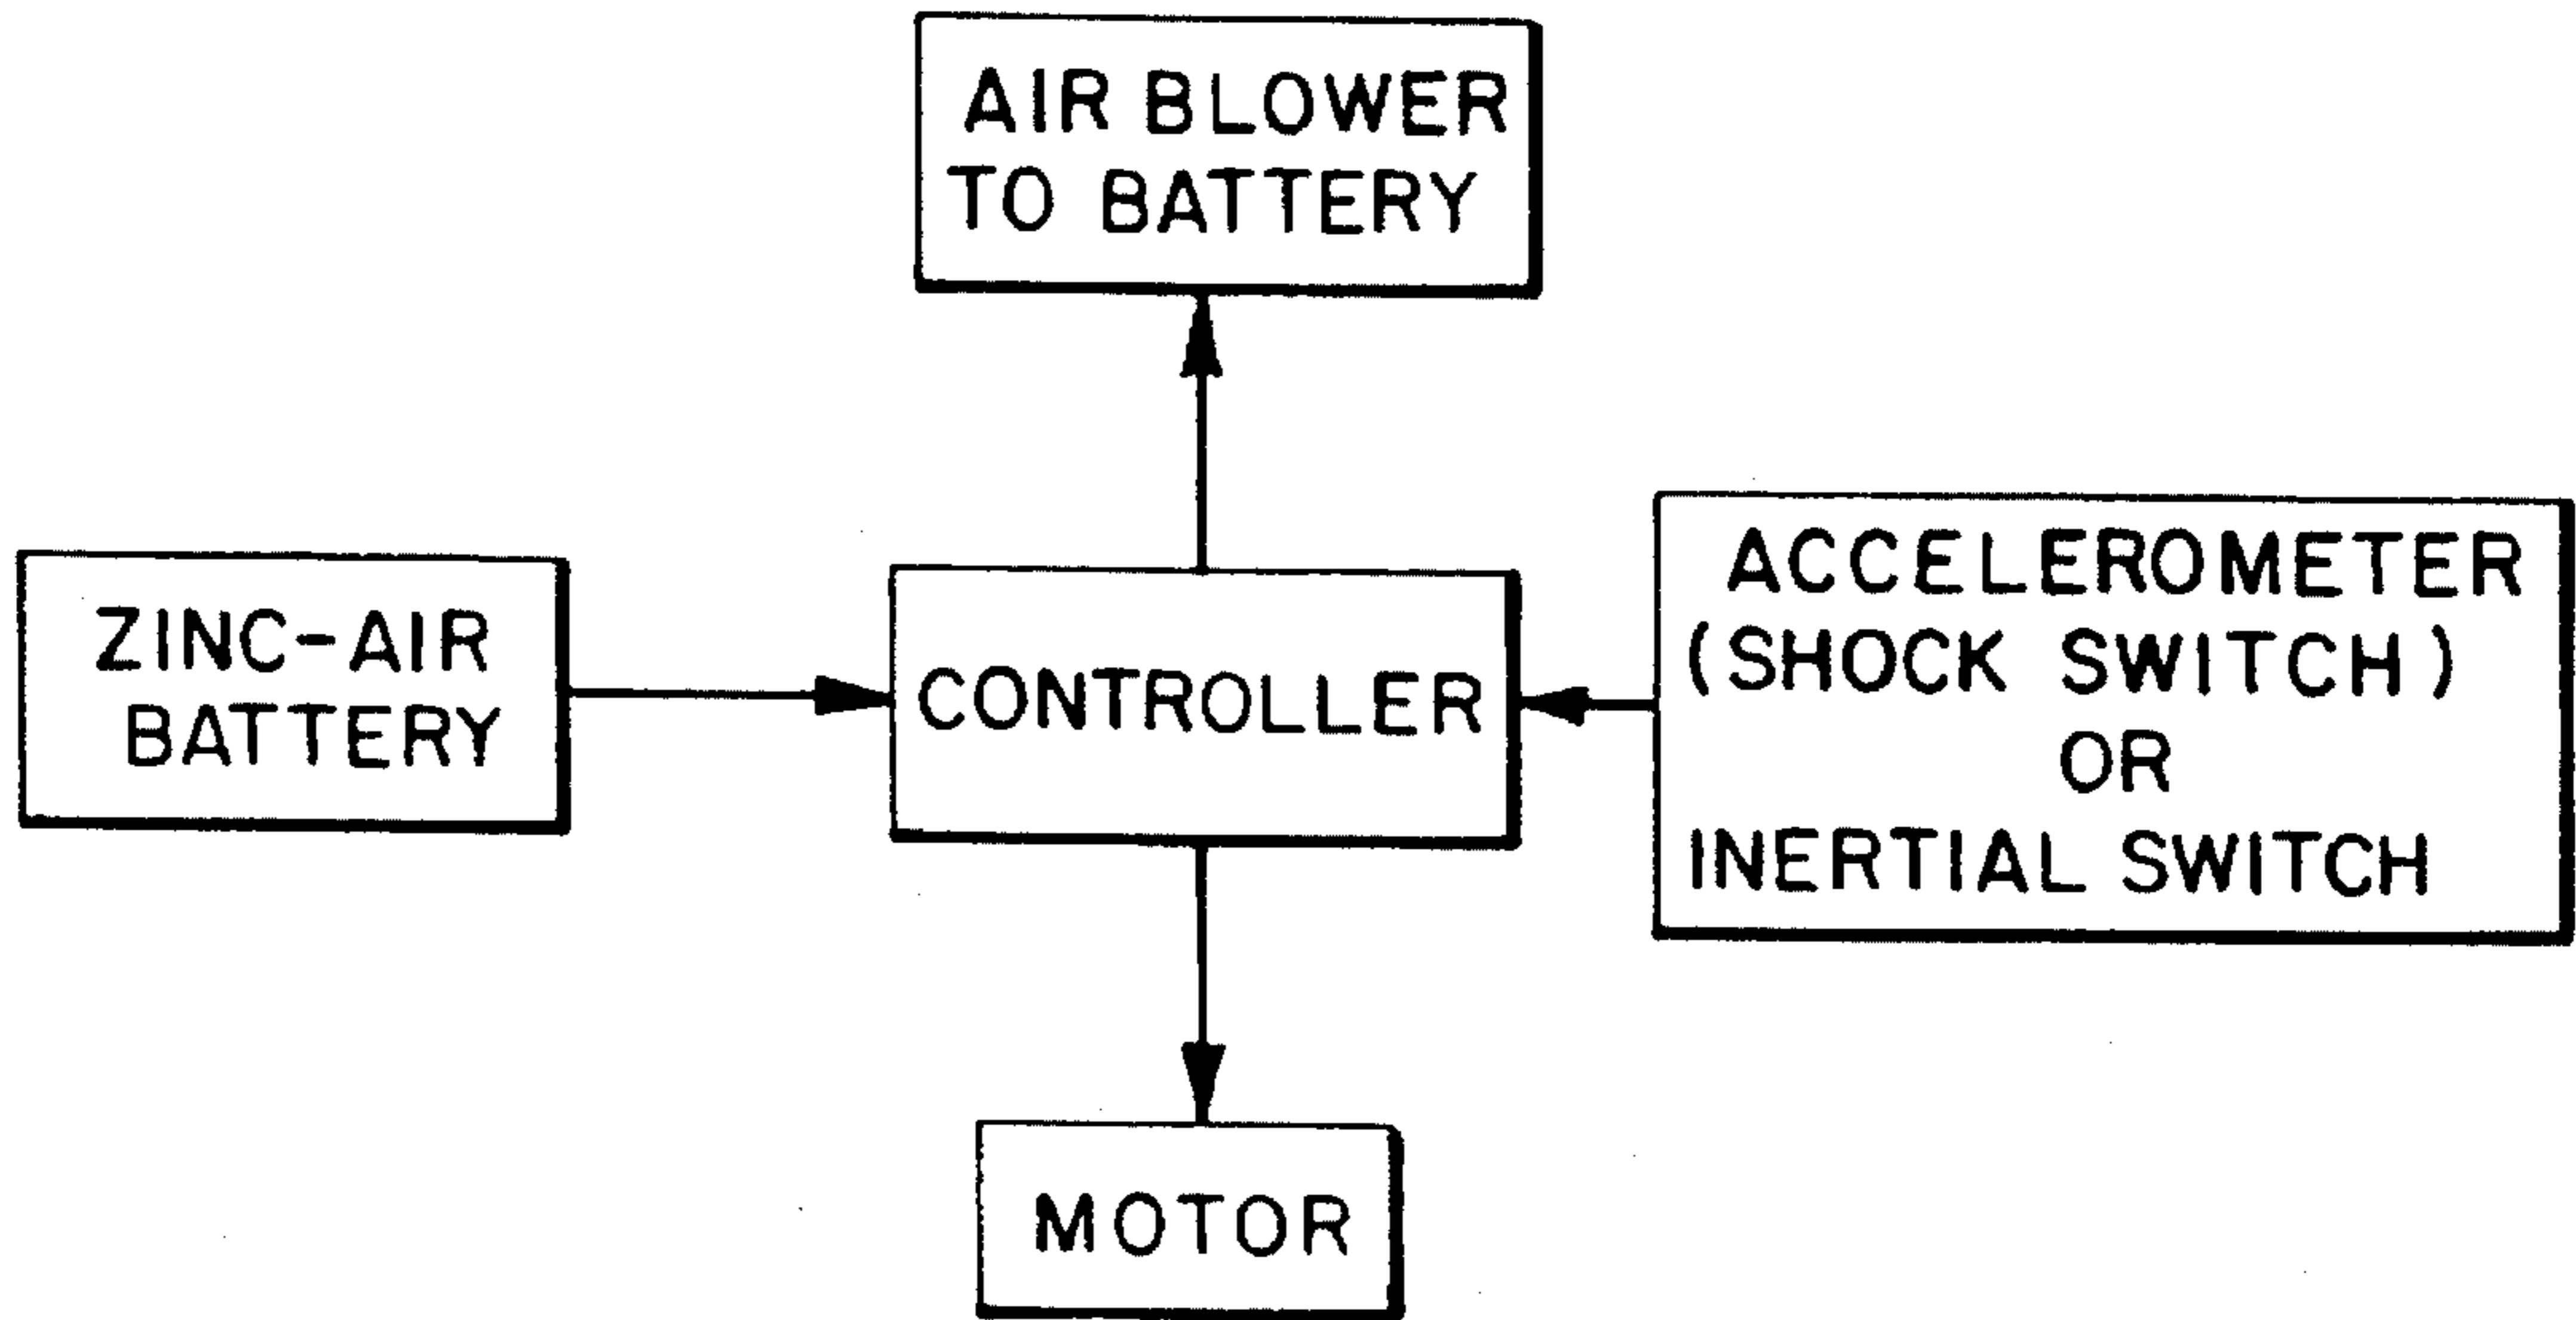 AIR BLOWER
TO BATTERY
ZINC-AIR
BATTERY
CONTROLLER
ACCELEROMETER
(SHOCK SWITCH)
OR
INERTIAL SWITCH
MOTOR